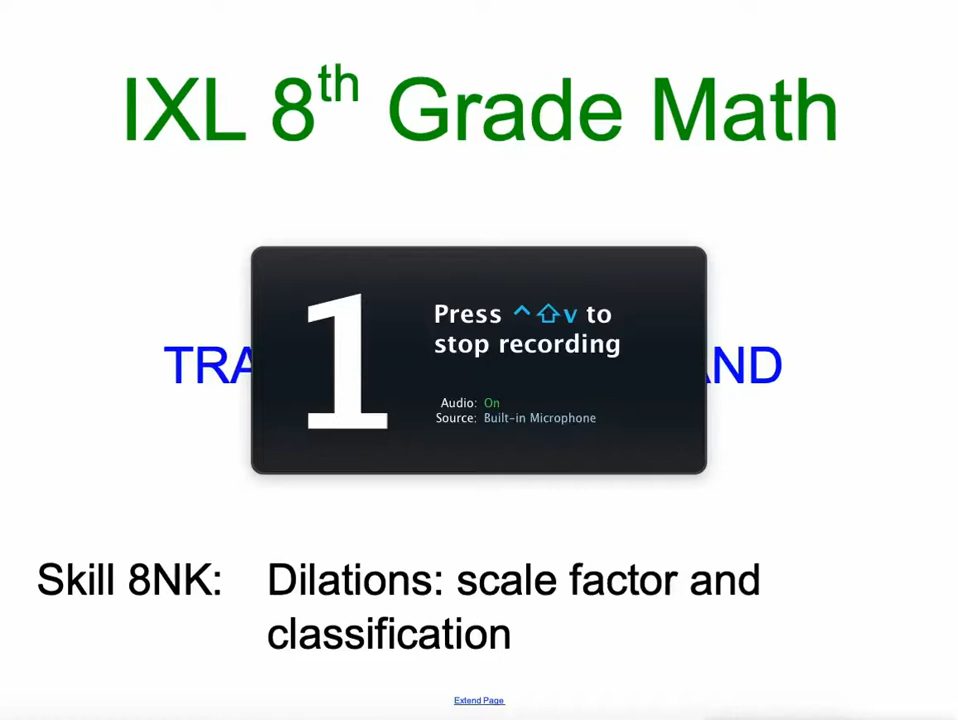 IXL 8th Grade Math
1
Press ^⇧v to
stop recording
TRA AND
Audio: On
Source: Built-in Microphone
Skill 8NK: Dilations: scale factor and
classification
Extend Page